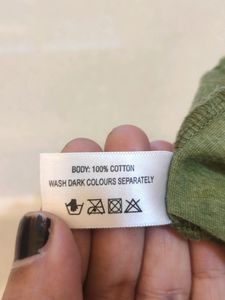 BODY: 100% COTTON
WASH DARK COLOURS SEPARATELY